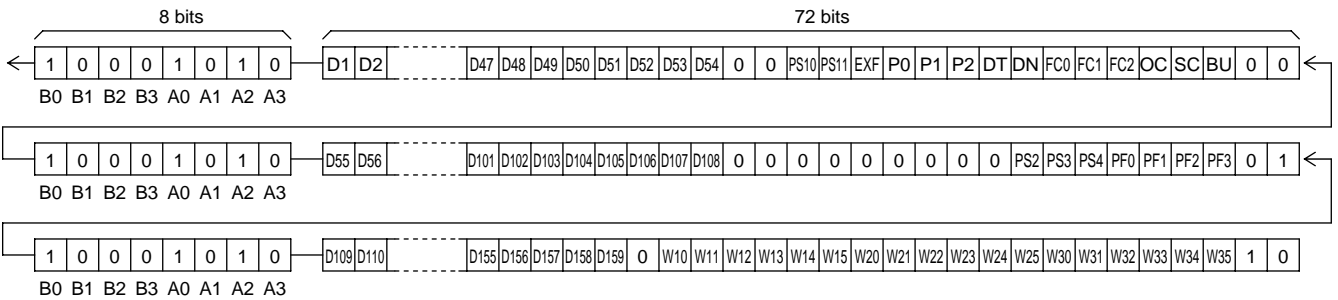 8 bits 72 bits
1 0 0 0 1 0 1 0 D1 D2 D47 D48 D49 D50 D51 D52 D53 D54 0 0 PS10 PS11 EXF P0 P1 P2 DT DN FC0 FC1 FC2 OC SC BU 0 0
B0 B1 B2 B3 A0 A1 A2 A3
1 0 0 0 1 0 1 0 D55 D56 D101 D102 D103 D104 D105 D106 D107 D108 0 0 0 0 0 0 0 0 0 PS2 PS3 PS4 PF0 PF1 PF2 PF3 0 1
B0 B1 B2 B3 A0 A1 A2 A3
1 0 0 0 1 0 1 0 D109 D110 D155 D156 D157 D158 D159 0 W10 W11 W12 W13 W14 W15 W20 W21 W22 W23 W24 W25 W30 W31 W32 W33 W34 W35 1 0
B0 B1 B2 B3 A0 A1 A2 A3